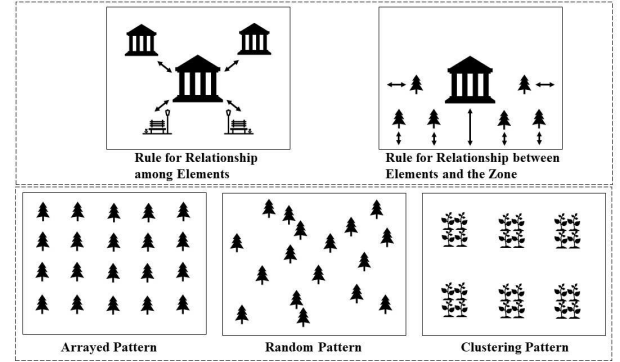 Rule for Relationship
among Elements
Rule for Relationship between
Elements and the Zone
Arrayed Pattern
Random Pattern
Clustering Pattern